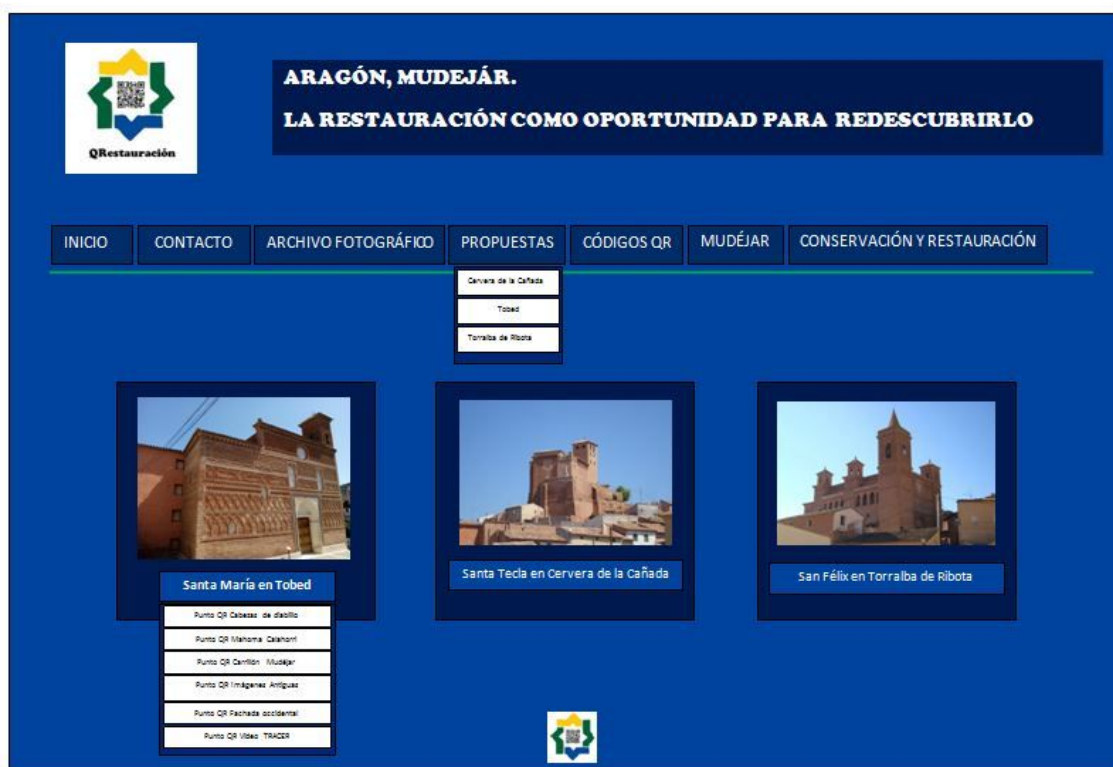 QRestauración
ARAGÓN, MUDEJÁR.
LA RESTAURACIÓN COMO OPORTUNIDAD PARA REDESCUBRIRLO
INICIO
CONTACTO
ARCHIVO FOTOGRÁFICO
PROPUESTAS
CÓDIGOS QR
MUDÉJAR
CONSERVACIÓN Y RESTAURACIÓN
Cervera de la Cañada
Tobed
Torralba de Ribota
Santa María en Tobed
Santa Tecla en Cervera de la Cañada
San Félix en Torralba de Ribota
Punto QR Cabezas de diablillo
Punto QR Mahoma Calahorri
Punto QR Carrillón Mudéjar
Punto QR Imágenes Antiguas
Punto QR Fachada occidental
Punto QR Video TRACER